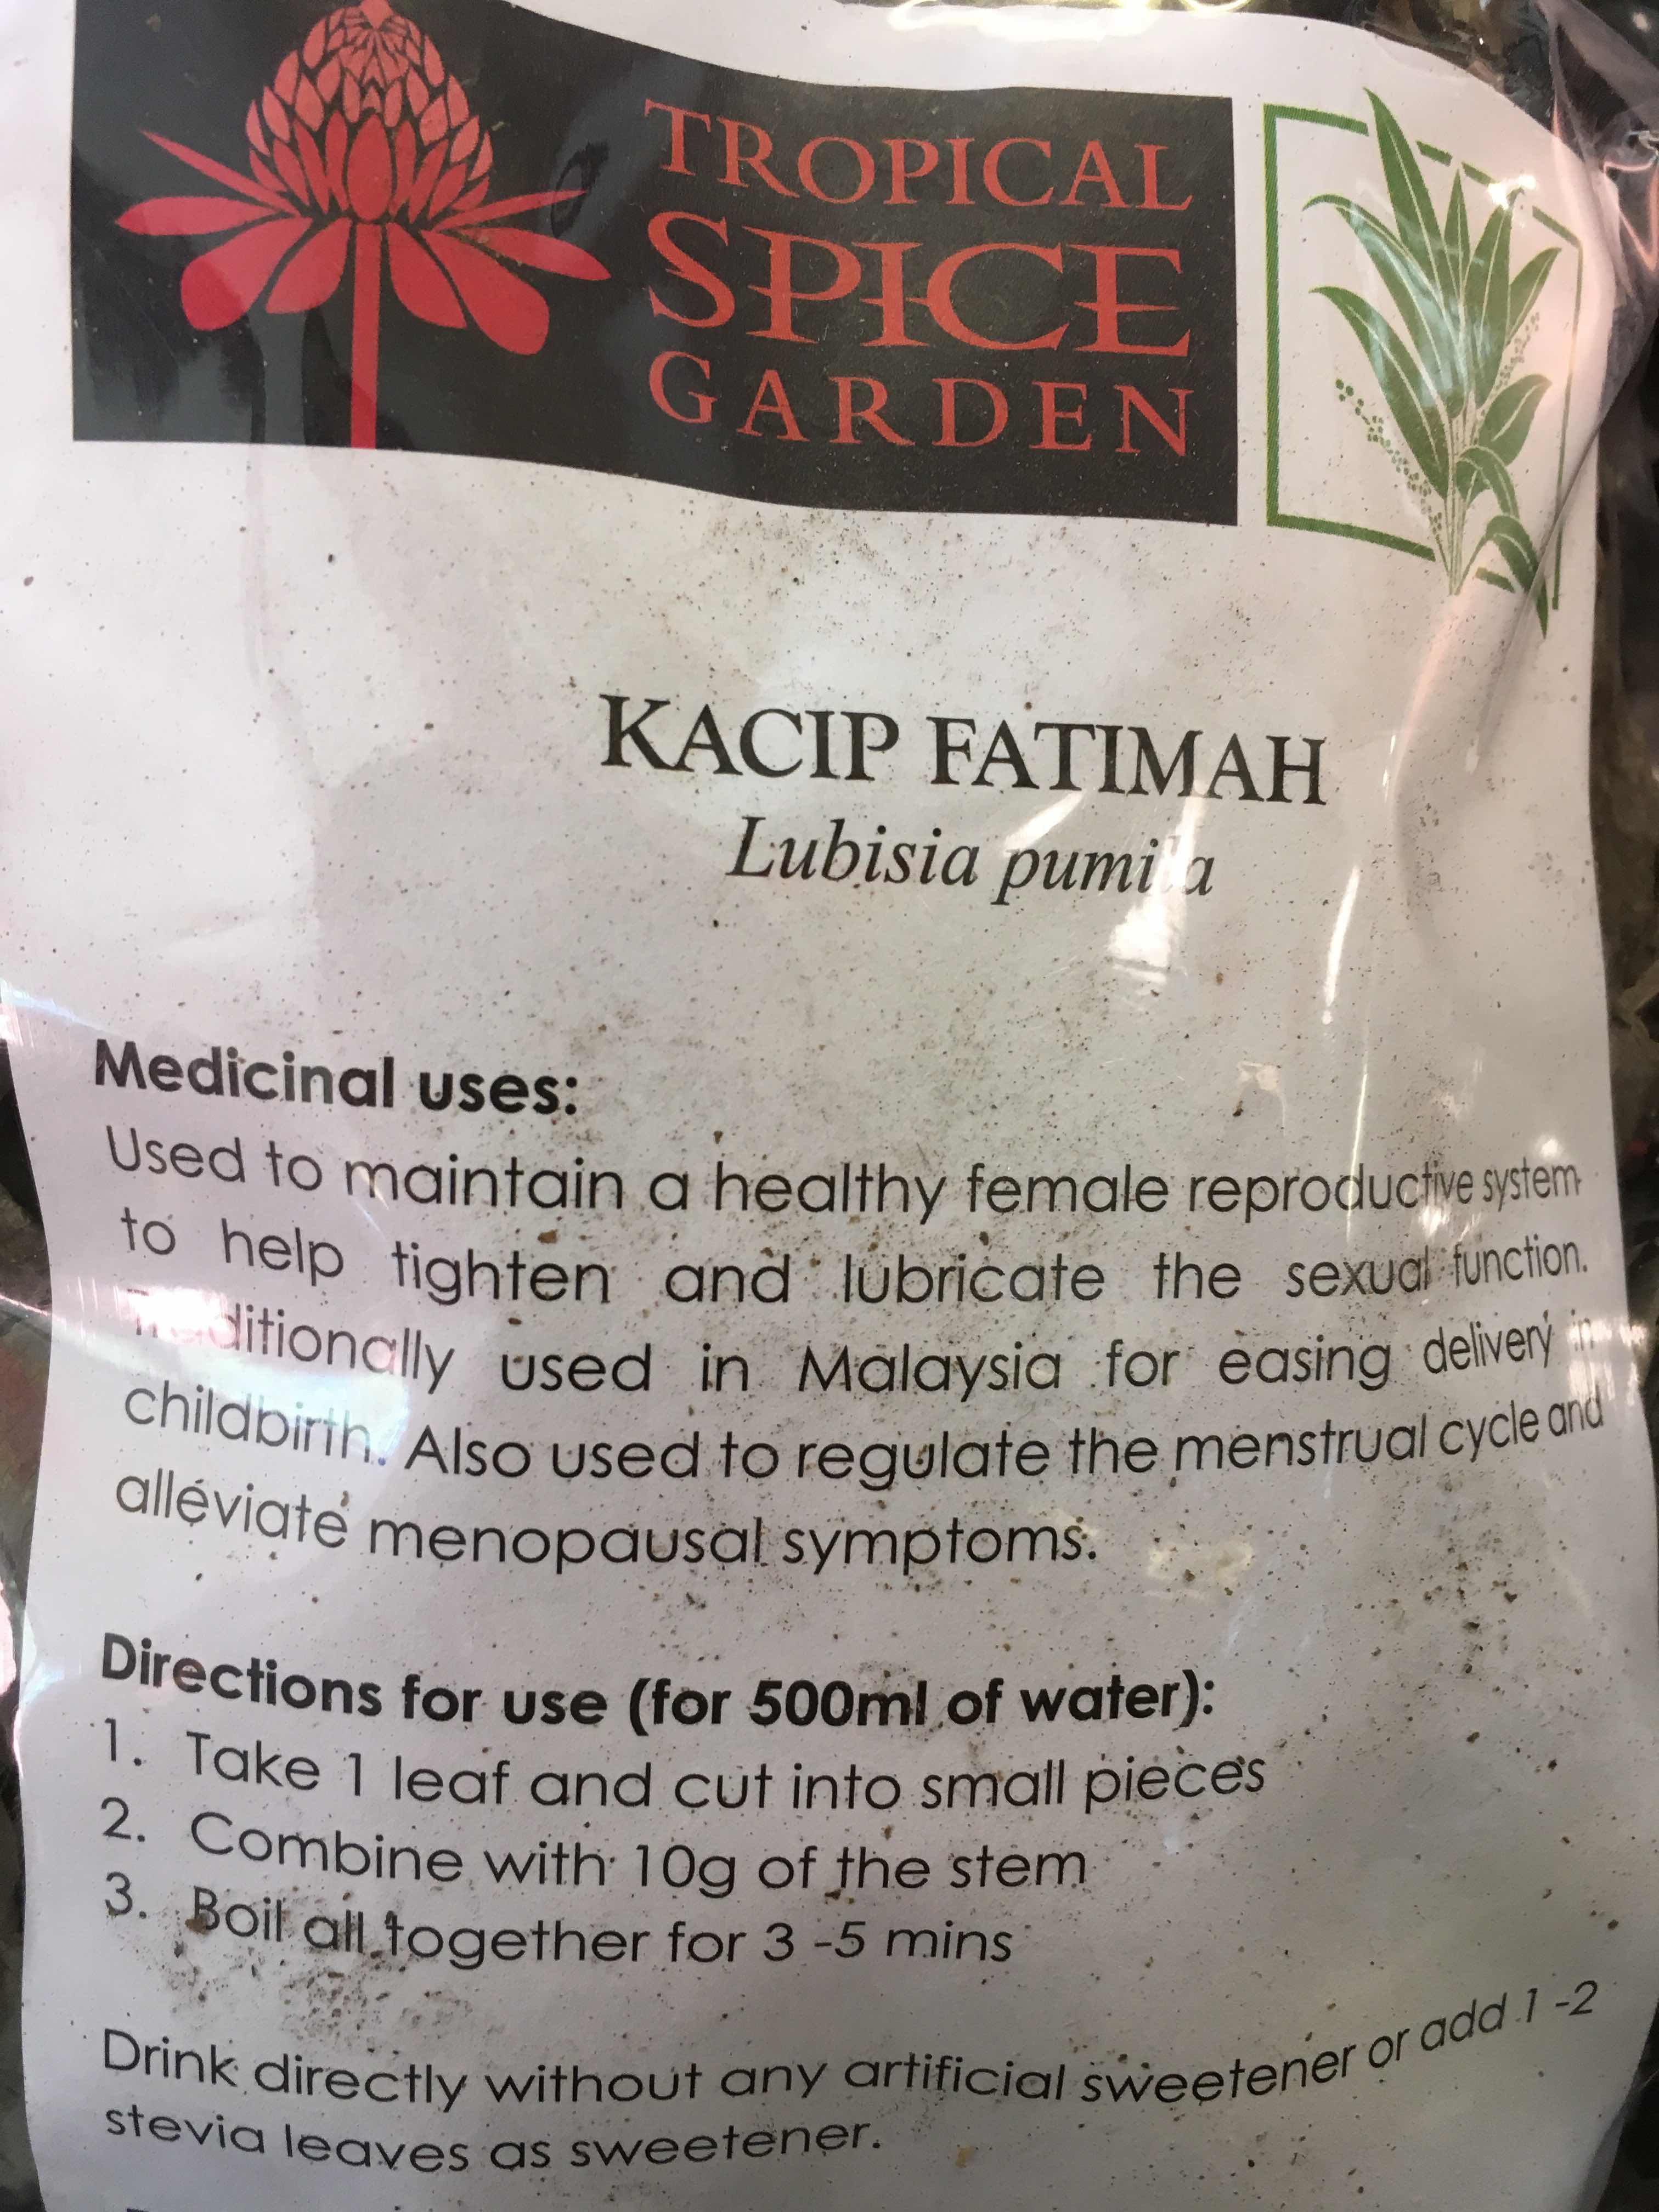 TROPICAL
SPICE
GARDEN
KACIP FATIMAH
Lubisia pumila
Medicinal uses:
Used to maintain a healthy female reproductive system
to help tighten and lubricate the sexual function.
Traditionally used in Malaysia for easing delivery in
childbirth. Also used to regulate the menstrual cycle and
alleviate menopausal symptoms.
Directions for use (for 500ml of water):
1. Take 1 leaf and cut into small pieces
2. Combine with 10g of the stem
3. Boil all together for 3 -5 mins
Drink directly without any artificial sweetener or add 1 -2
stevia leaves as sweetener.